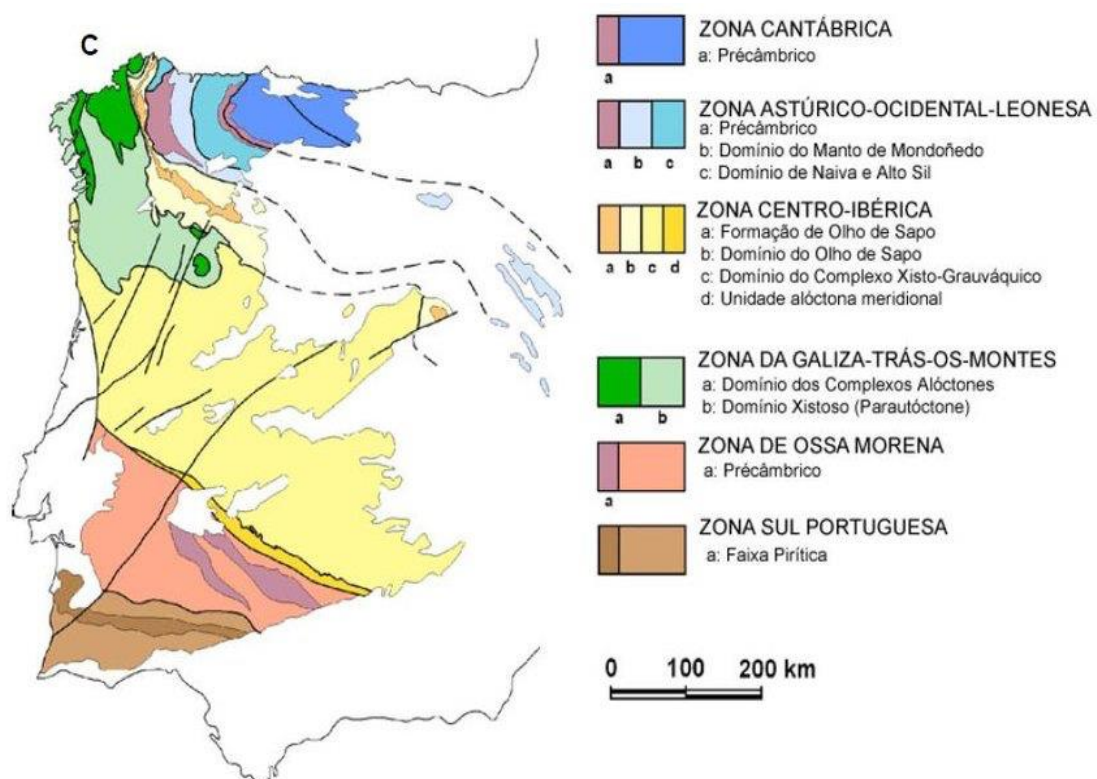 C
ZONA CANTÁBRICA
a: Précâmbrico
a
ZONA ASTÚRICO-OCIDENTAL-LEONESA
a: Précâmbrico
b: Domínio do Manto de Mondoñedo
c: Domínio de Naiva e Alto Sil
a b c
ZONA CENTRO-IBÉRICA
a: Formação de Olho de Sapo
b: Domínio do Olho de Sapo
c: Domínio do Complexo Xisto-Grauváquico
d: Unidade alóctona meridional
a b c d
ZONA DA GALIZA-TRÁS-OS-MONTES
a: Domínio dos Complexos Alóctones
b: Domínio Xistoso (Parautóctone)
a b
ZONA DE OSSA MORENA
a: Précâmbrico
a
ZONA SUL PORTUGUESA
a: Faixa Pirítica
0 100 200 km